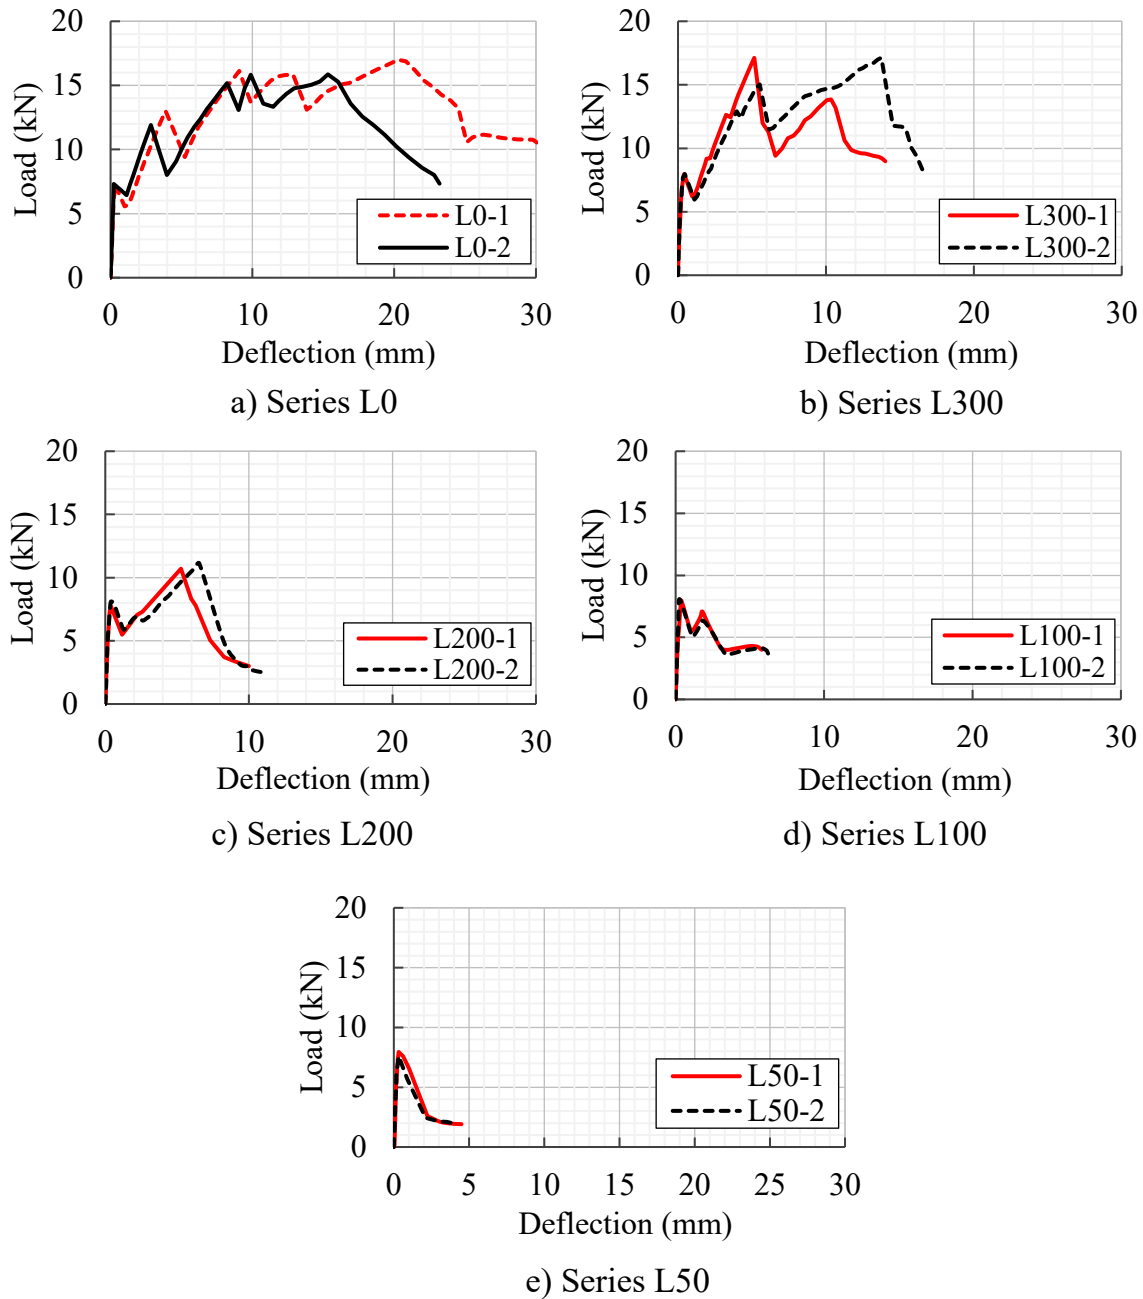 20
15
10
5
0
Load (kN)
L0-1
L0-2
0 10 20 30
Deflection (mm)
a) Series L0
20
15
10
5
0
Load (kN)
L300-1
L300-2
0 10 20 30
Deflection (mm)
b) Series L300
20
15
10
5
0
Load (kN)
L200-1
L200-2
0 10 20 30
Deflection (mm)
c) Series L200
20
15
10
5
0
Load (kN)
L100-1
L100-2
0 10 20 30
Deflection (mm)
d) Series L100
20
15
10
5
0
Load (kN)
L50-1
L50-2
0 5 10 15 20 25 30
Deflection (mm)
e) Series L50